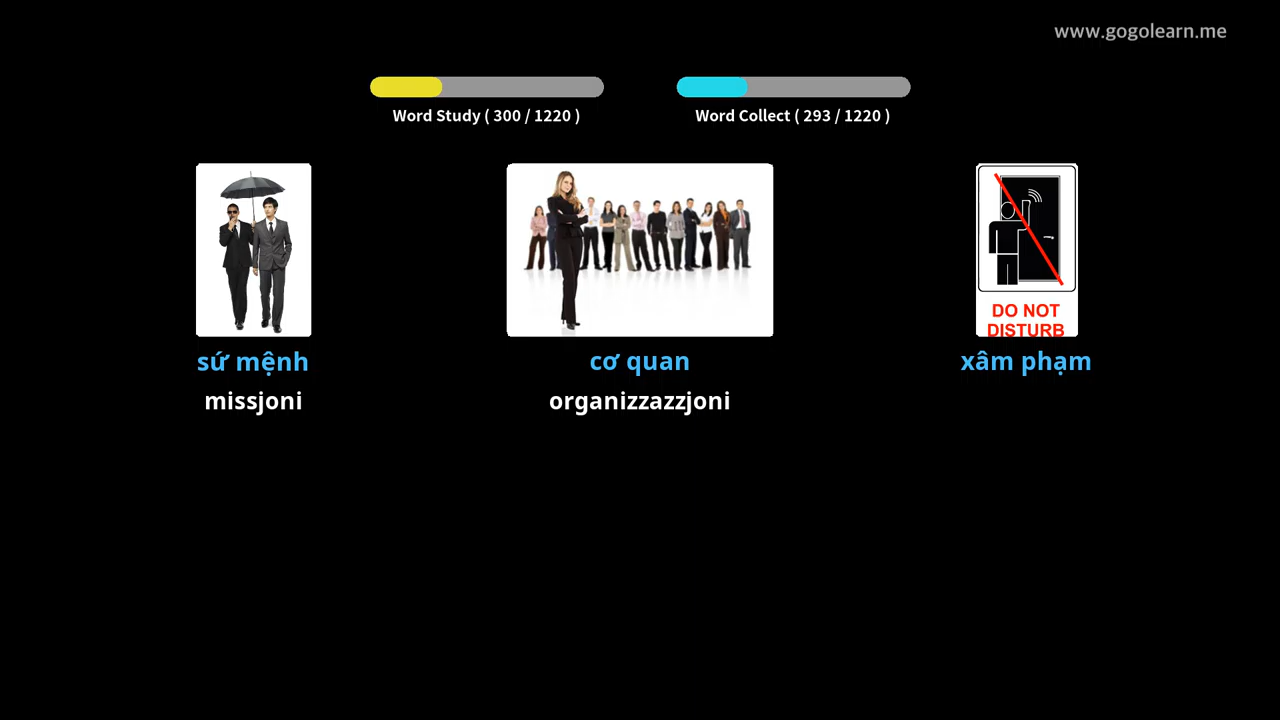 www.gogolearn.me
Word Study ( 300 / 1220 )
Word Collect ( 293 / 1220 )
DO NOT
DISTURB
sứ mệnh
cơ quan
xâm phạm
missjoni
organizzazzjoni